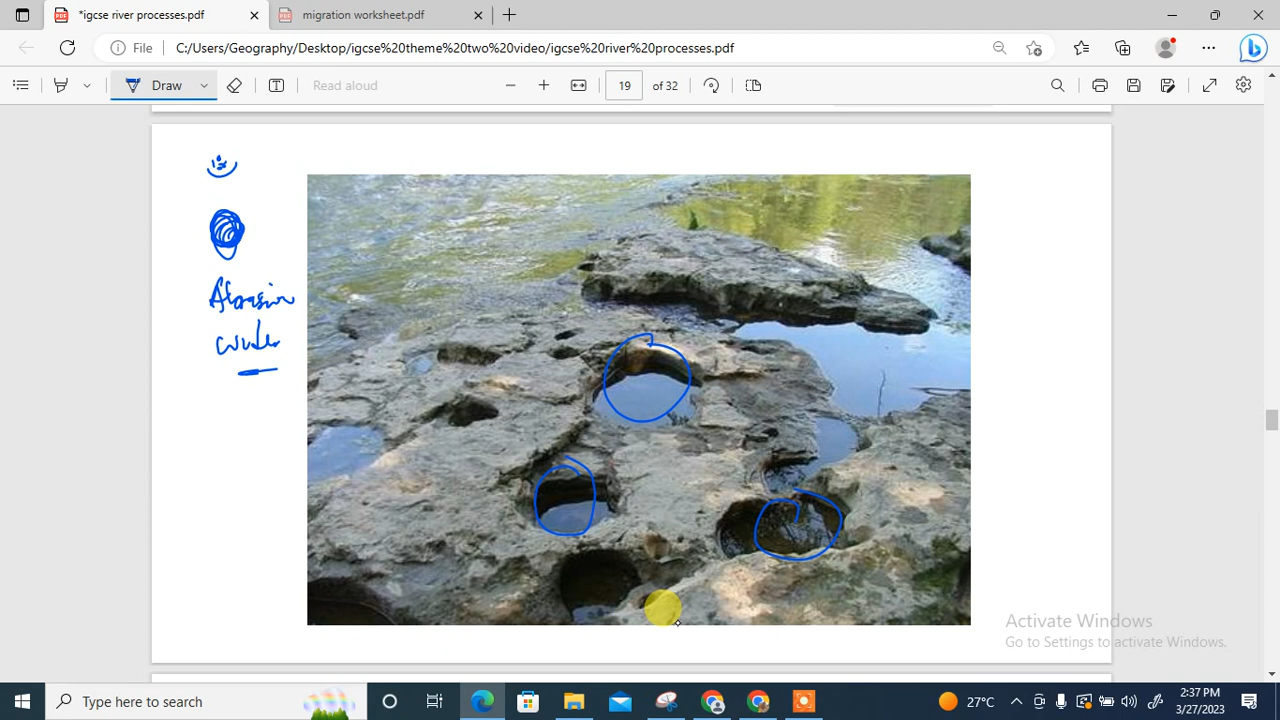 *igcse river processes.pdf
migration worksheet.pdf
File
C:/Users/Geography/Desktop/igcse%20theme%20two%20video/igcse%20river%20processes.pdf
Draw
Read aloud
19 of 32
Abrasion
wider
Activate Windows
Go to Settings to activate Windows.
Type here to search
27°C
2:37 PM
3/27/2023